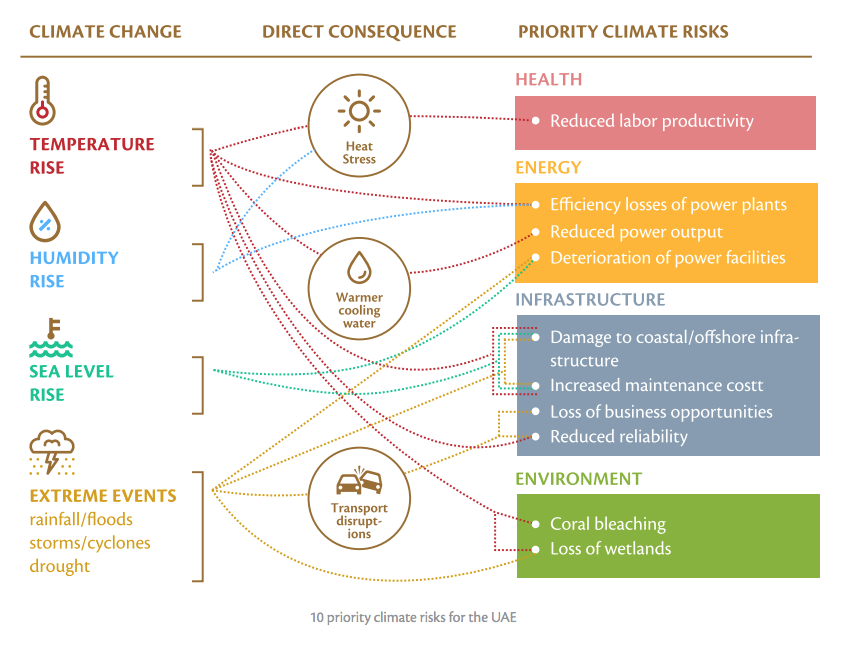 CLIMATE CHANGE
DIRECT CONSEQUENCE
PRIORITY CLIMATE RISKS
TEMPERATURE
RISE
HUMIDITY
RISE
SEA LEVEL
RISE
EXTREME EVENTS
rainfall/floods
storms/cyclones
drought
Heat
Stress
Warmer
cooling
water
Transport
disrupt-
ions
HEALTH
Reduced labor productivity
ENERGY
Efficiency losses of power plants
Reduced power output
Deterioration of power facilities
INFRASTRUCTURE
Damage to coastal/offshore infra-
structure
Increased maintenance costt
Loss of business opportunities
Reduced reliability
ENVIRONMENT
Coral bleaching
Loss of wetlands
10 priority climate risks for the UAE